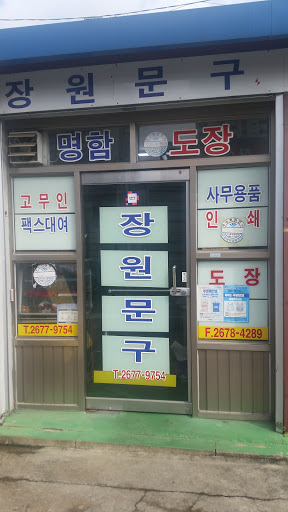 장원문구
명함 도장
고무인
팩스대여
사무용품
인쇄
장
원
문
구
도장
T.2677-9754
T.2677-9754
F.2678-4289